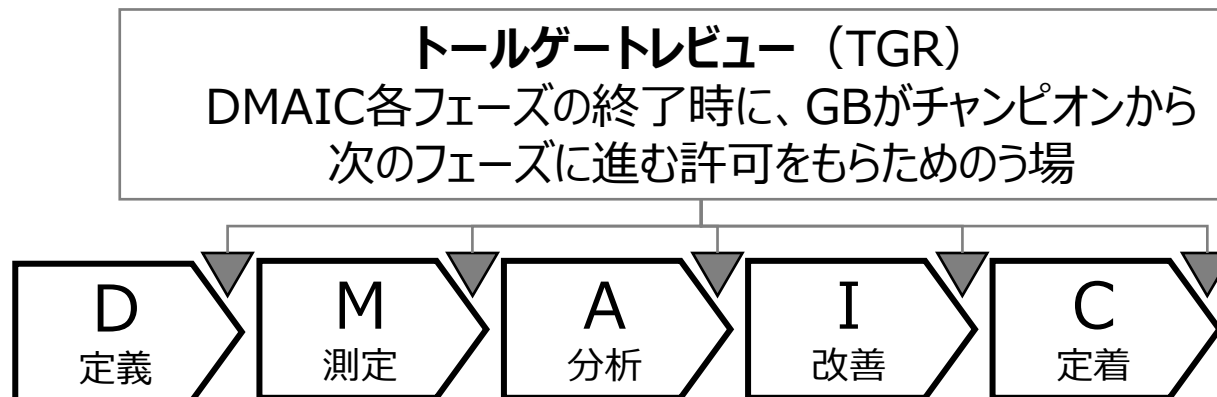 トールゲートレビュー（TGR）
DMAIC各フェーズの終了時に、GBがチャンピオンから
次のフェーズに進む許可をもらためのう場
D
定義
M
測定
A
分析
I
改善
C
定着